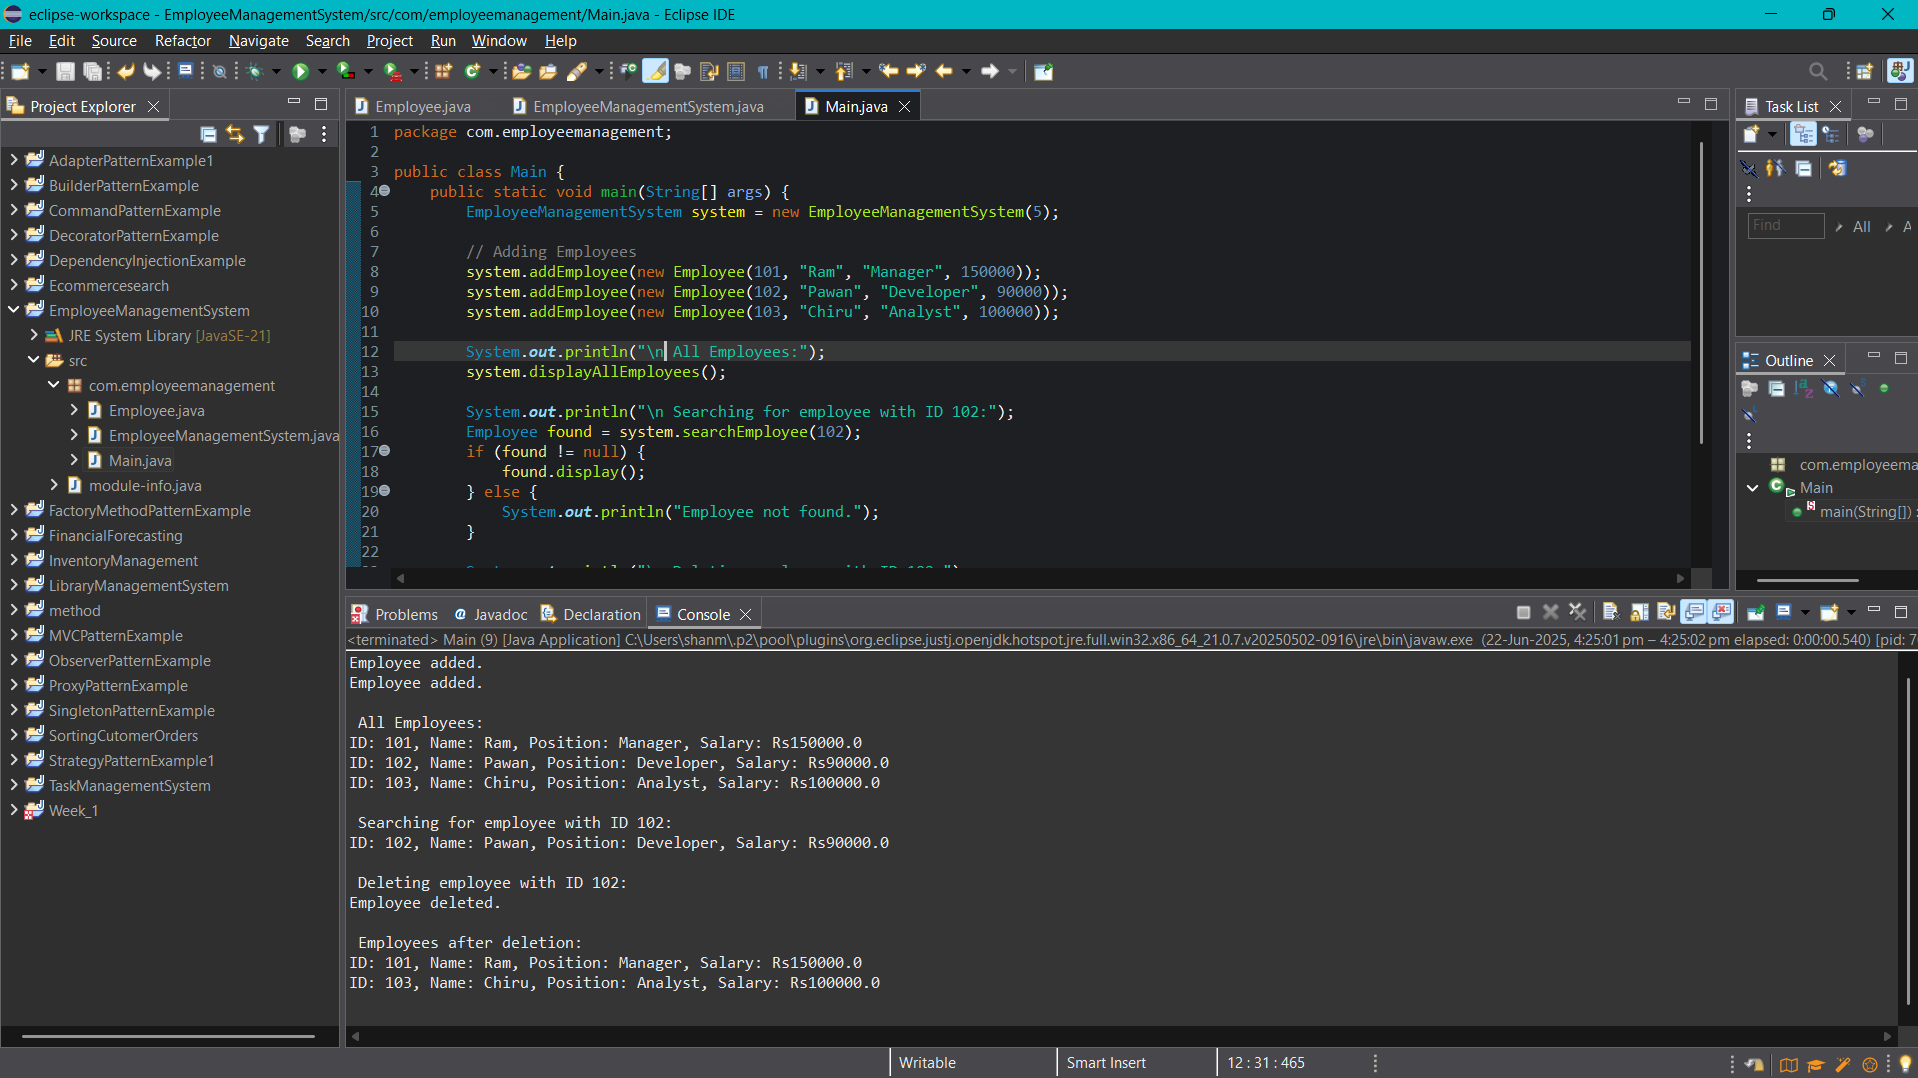 eclipse-workspace - EmployeeManagementSystem/src/com/employeemanagement/Main.java - Eclipse IDE
File Edit Source Refactor Navigate Search Project Run Window Help
Project Explorer
AdapterPatternExample1
BuilderPatternExample
CommandPatternExample
DecoratorPatternExample
DependencyInjectionExample
Ecommercesearch
EmployeeManagementSystem
JRE System Library [JavaSE-21]
src
com.employeemanagement
Employee.java
EmployeeManagementSystem.java
Main.java
module-info.java
FactoryMethodPatternExample
FinancialForecasting
InventoryManagement
LibraryManagementSystem
method
MVCPatternExample
ObserverPatternExample
ProxyPatternExample
SingletonPatternExample
SortingCutomerOrders
StrategyPatternExample1
TaskManagementSystem
Week_1
Employee.java EmployeeManagementSystem.java Main.java
1 package com.employeemanagement;
2
3 public class Main {
4 public static void main(String[] args) {
5 EmployeeManagementSystem system = new EmployeeManagementSystem(5);
6
7 // Adding Employees
8 system.addEmployee(new Employee(101, "Ram", "Manager", 150000));
9 system.addEmployee(new Employee(102, "Pawan", "Developer", 90000));
10 system.addEmployee(new Employee(103, "Chiru", "Analyst", 100000));
11
12 System.out.println("\n All Employees:");
13 system.displayAllEmployees();
14
15 System.out.println("\n Searching for employee with ID 102:");
16 Employee found = system.searchEmployee(102);
17 if (found != null) {
18 found.display();
19 } else {
20 System.out.println("Employee not found.");
21 }
22
Task List
Find All A
Outline
com.employeema
Main
main(String[]) :
Problems Javadoc Declaration Console
<terminated> Main (9) [Java Application] C:\Users\shanm\.p2\pool\plugins\org.eclipse.justj.openjdk.hotspot.jre.full.win32.x86_64_21.0.7.v20250502-0916\jre\bin\javaw.exe (22-Jun-2025, 4:25:01 pm – 4:25:02 pm elapsed: 0:00:00.540) [pid: 7
Employee added.
Employee added.
All Employees:
ID: 101, Name: Ram, Position: Manager, Salary: Rs150000.0
ID: 102, Name: Pawan, Position: Developer, Salary: Rs90000.0
ID: 103, Name: Chiru, Position: Analyst, Salary: Rs100000.0
Searching for employee with ID 102:
ID: 102, Name: Pawan, Position: Developer, Salary: Rs90000.0
Deleting employee with ID 102:
Employee deleted.
Employees after deletion:
ID: 101, Name: Ram, Position: Manager, Salary: Rs150000.0
ID: 103, Name: Chiru, Position: Analyst, Salary: Rs100000.0
Writable Smart Insert 12 : 31 : 465